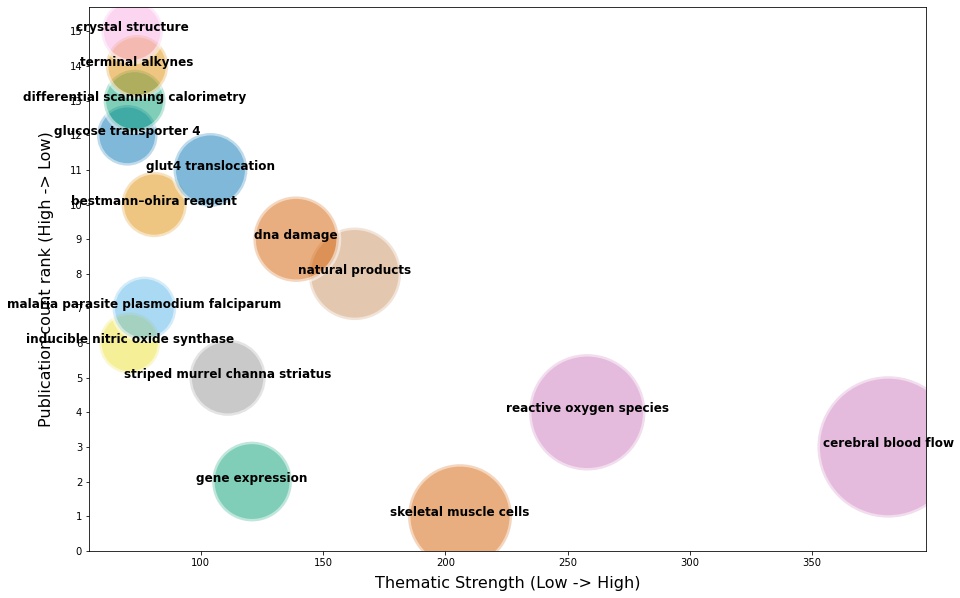 crystal structure
15
terminal alkynes
14
differential scanning calorimetry
13
glucose transporter 4
12
glut4 translocation
11
bestmann–ohira reagent
10
dna damage
9
natural products
8
malaria parasite plasmodium falciparum
7
inducible nitric oxide synthase
6
striped murrel channa striatus
5
reactive oxygen species
4
cerebral blood flow
3
gene expression
2
skeletal muscle cells
1
0
Publication count rank (High -> Low)
100 150 200 250 300 350
Thematic Strength (Low -> High)